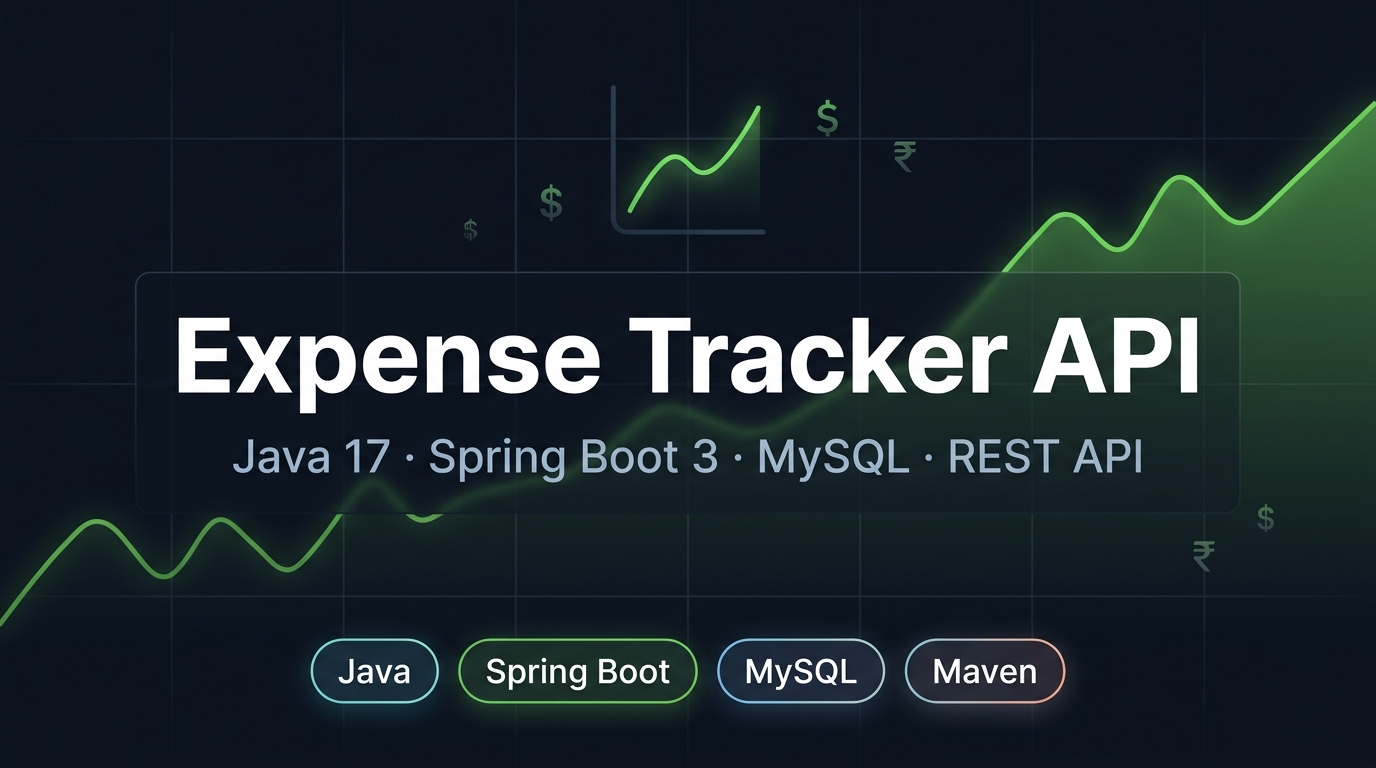 $
₹
$
$
Expense Tracker API
Java 17 · Spring Boot 3 · MySQL · REST API
$
₹
Java
Spring Boot
MySQL
Maven